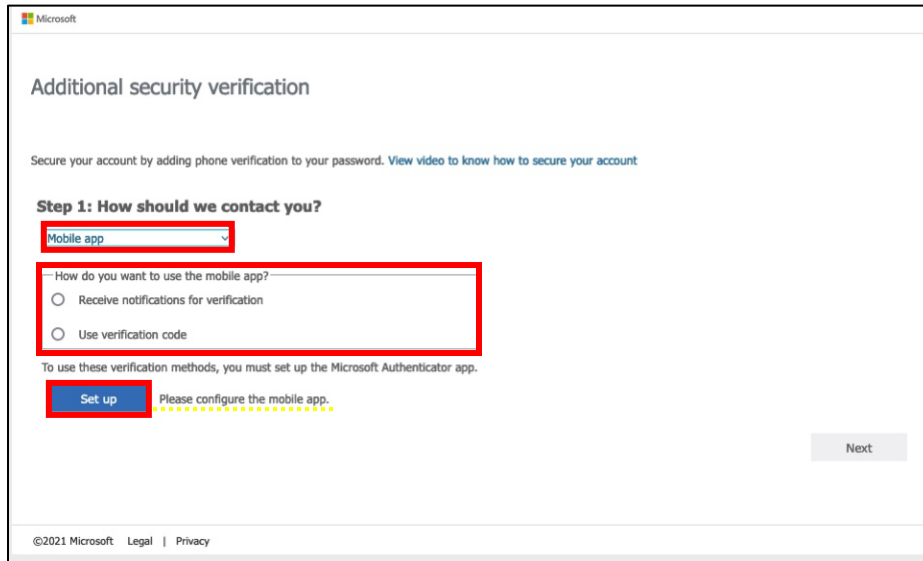 Microsoft
Additional security verification
Secure your account by adding phone verification to your password. View video to know how to secure your account
Step 1: How should we contact you?
Mobile app
How do you want to use the mobile app?
Receive notifications for verification
Use verification code
To use these verification methods, you must set up the Microsoft Authenticator app.
Set up Please configure the mobile app.
Next
©2021 Microsoft Legal | Privacy